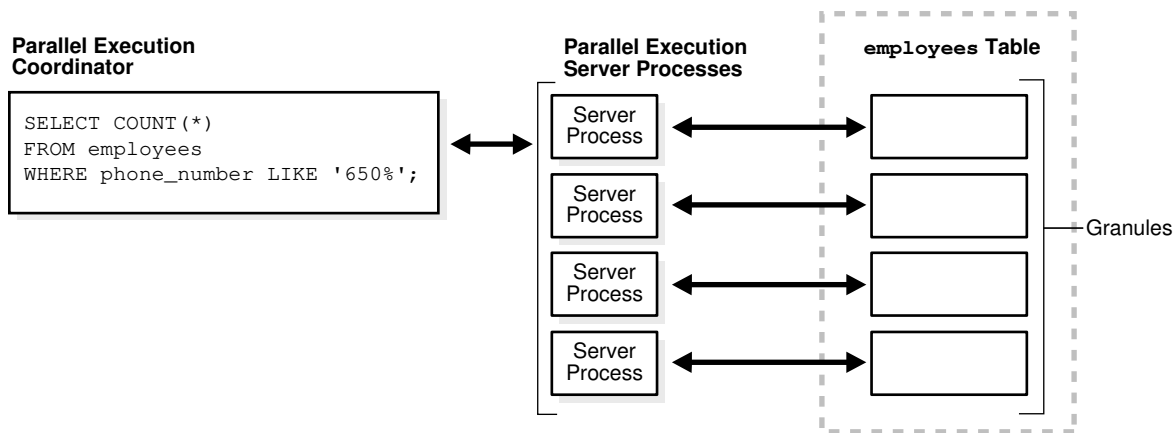 Parallel Execution
Coordinator
SELECT COUNT(*)
FROM employees
WHERE phone_number LIKE '650%';
Parallel Execution
Server Processes
Server
Process
Server
Process
Server
Process
Server
Process
employees Table
Granules